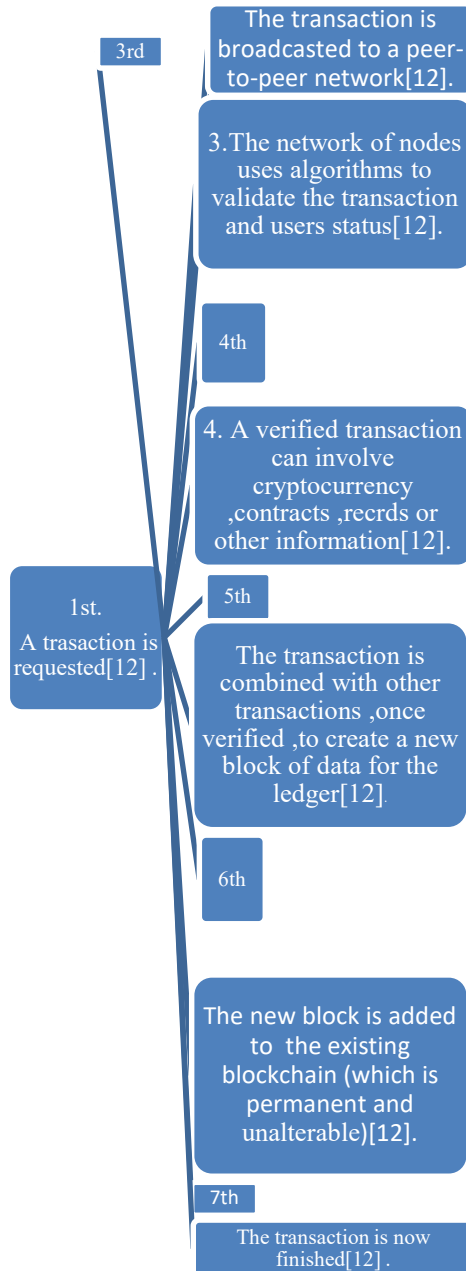 3rd
The transaction is
broadcasted to a peer-
to-peer network[12].
3.The network of nodes
uses algorithms to
validate the transaction
and users status[12].
4th
4. A verified transaction
can involve
cryptocurrency
,contracts ,recrds or
other information[12].
1st.
A trasaction is
requested[12] .
5th
The transaction is
combined with other
transactions ,once
verified ,to create a new
block of data for the
ledger[12].
6th
The new block is added
to the existing
blockchain (which is
permanent and
unalterable)[12].
7th
The transaction is now
finished[12] .